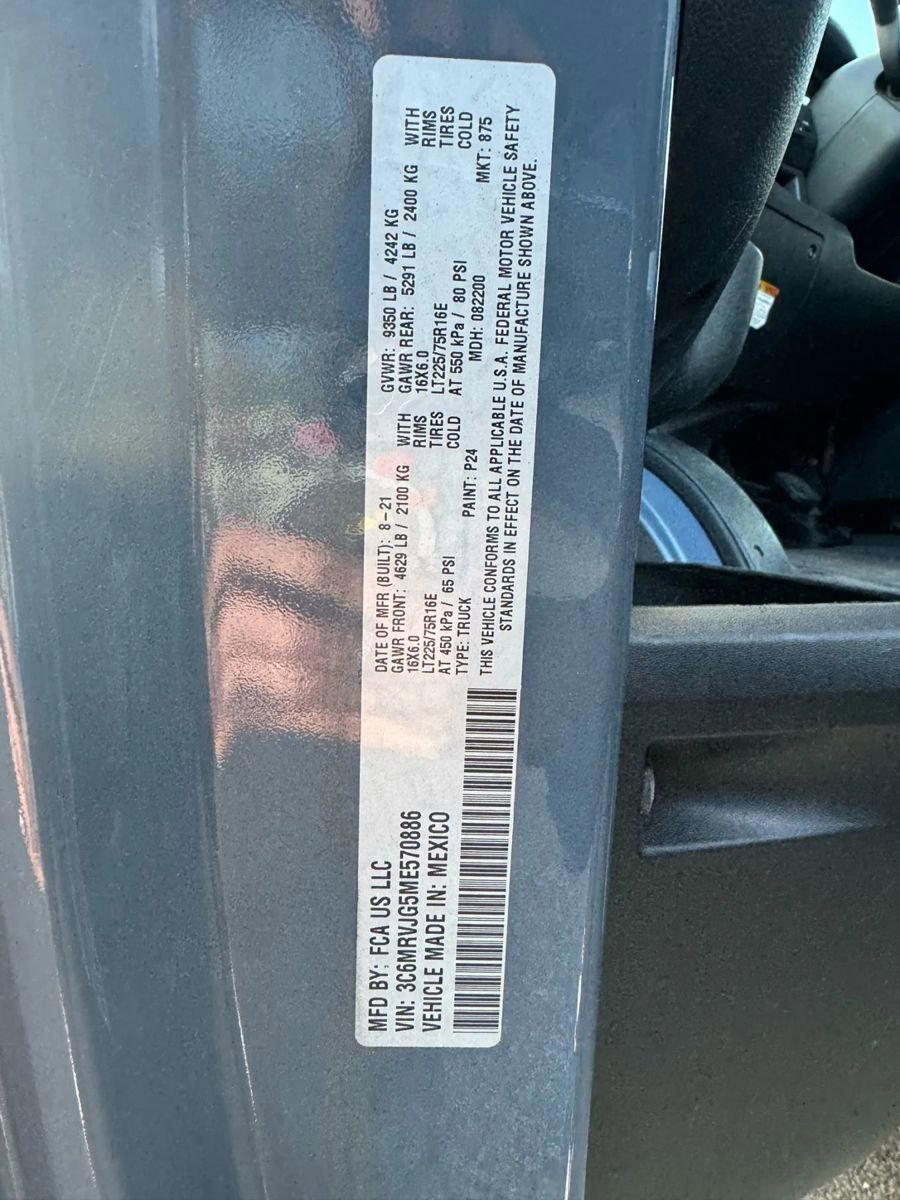 MFD BY: FCA US LLC
VIN: 3C6MRVJG5ME570886
VEHICLE MADE IN: MEXICO
DATE OF MFR (BUILT): 8-21 GVWR: 9350 LB / 4242 KG
GAWR FRONT: 4629 LB / 2100 KG WITH GAWR REAR: 5291 LB / 2400 KG WITH
16X6.0 RIMS 16X6.0 RIMS
LT225/75R16E TIRES LT225/75R16E TIRES
AT 450 kPa / 65 PSI COLD AT 550 kPa / 80 PSI COLD
TYPE: TRUCK PAINT: P24 MDH: 082200 MKT: 875
THIS VEHICLE CONFORMS TO ALL APPLICABLE U.S.A. FEDERAL MOTOR VEHICLE SAFETY
STANDARDS IN EFFECT ON THE DATE OF MANUFACTURE SHOWN ABOVE.